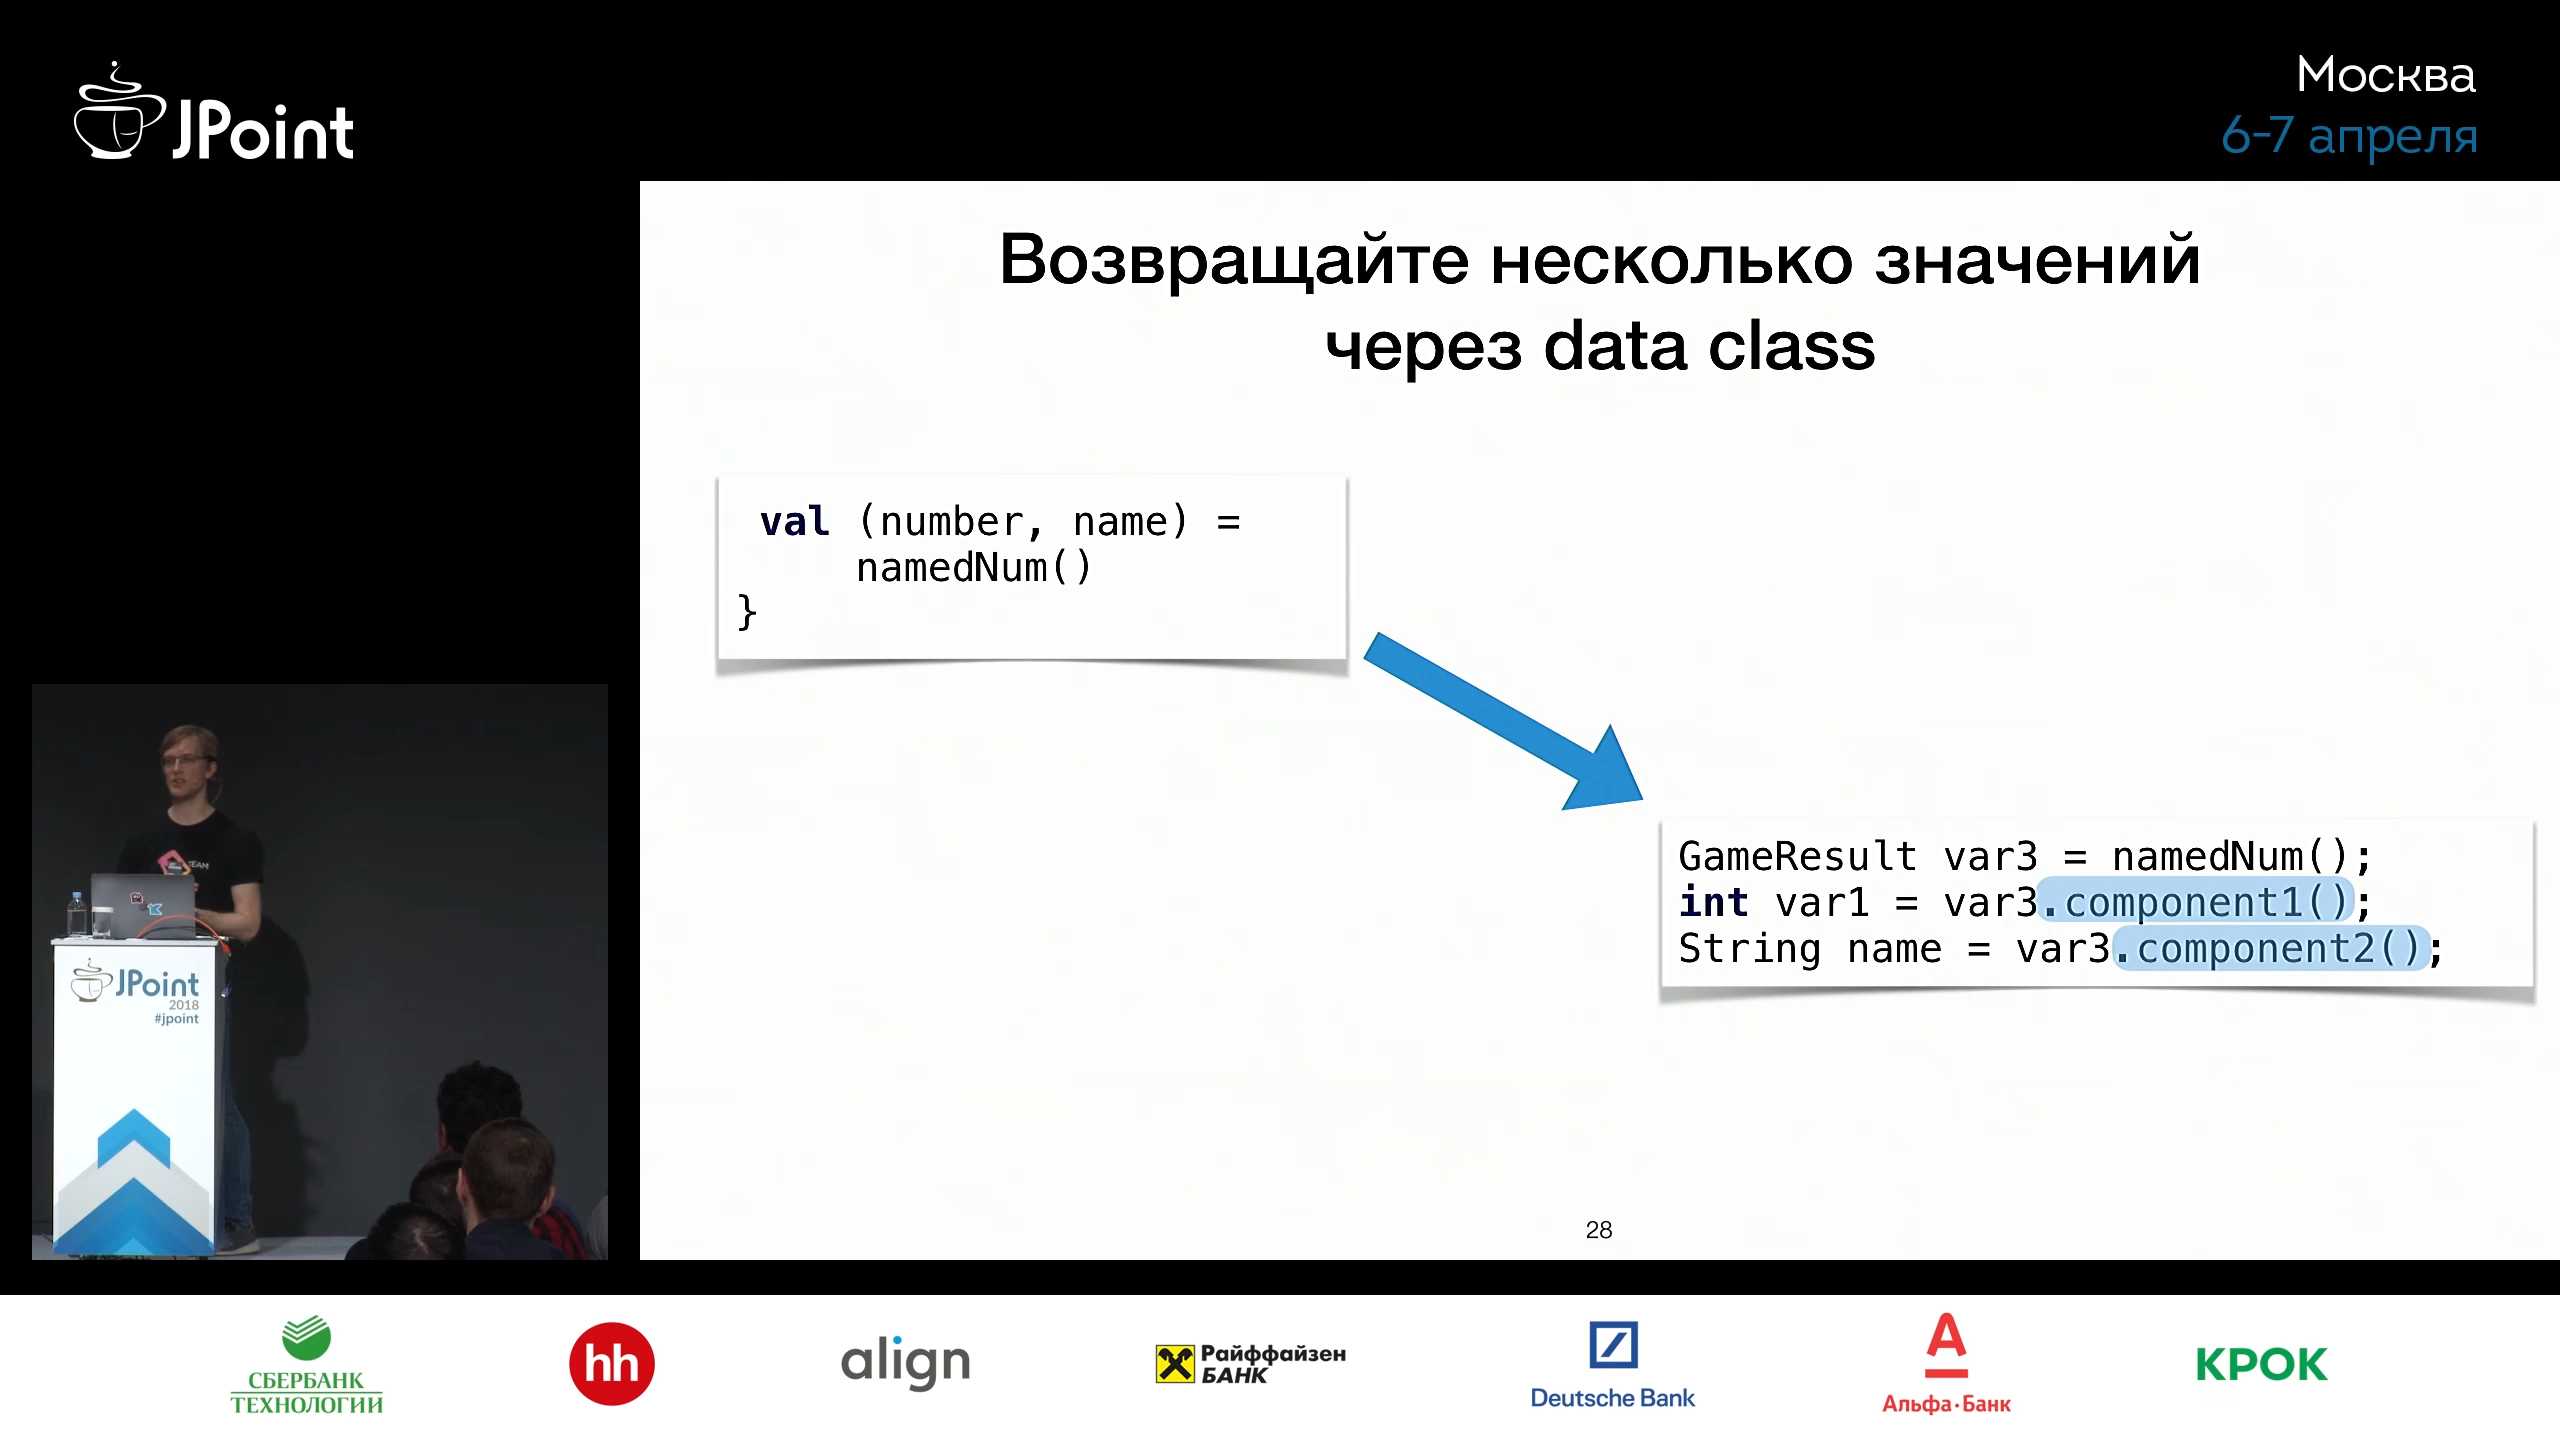 JPoint
Москва
6-7 апреля
Возвращайте несколько значений
через data class
val (number, name) =
namedNum()
}
GameResult var3 = namedNum();
int var1 = var3.component1();
String name = var3.component2();
28
TEAM
JPoint
2018
#jpoint
СБЕРБАНК
ТЕХНОЛОГИИ
hh
align
Райффайзен
БАНК
Deutsche Bank
Альфа·Банк
КРОК